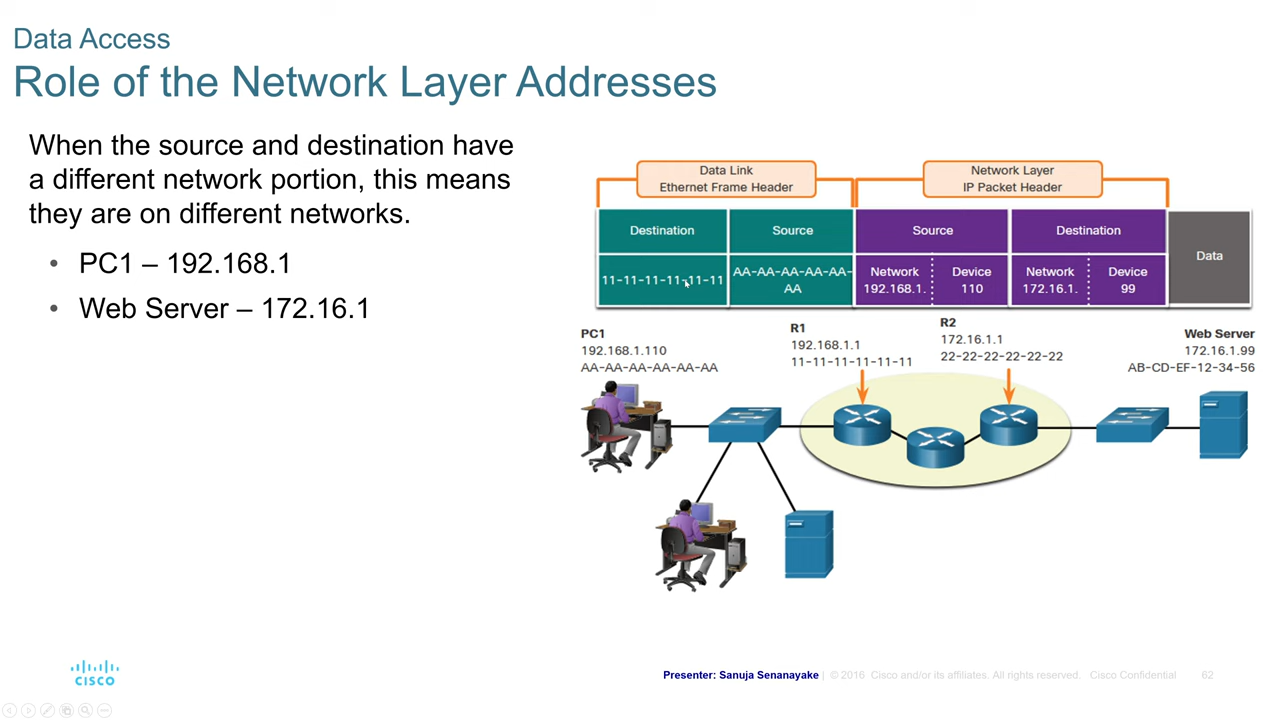 Data Access
Role of the Network Layer Addresses
When the source and destination have
a different network portion, this means
they are on different networks.
• PC1 – 192.168.1
• Web Server – 172.16.1
Data Link
Ethernet Frame Header
Network Layer
IP Packet Header
Destination
Source
Source
Destination
Data
11-11-11-11-11-11
AA-AA-AA-AA-AA-
AA
Network
192.168.1.
Device
110
Network
172.16.1.
Device
99
PC1
192.168.1.110
AA-AA-AA-AA-AA-AA
R1
192.168.1.1
11-11-11-11-11-11
R2
172.16.1.1
22-22-22-22-22-22
Web Server
172.16.1.99
AB-CD-EF-12-34-56
CISCO
Presenter: Sanuja Senanayake | © 2016 Cisco and/or its affiliates. All rights reserved. Cisco Confidential 62